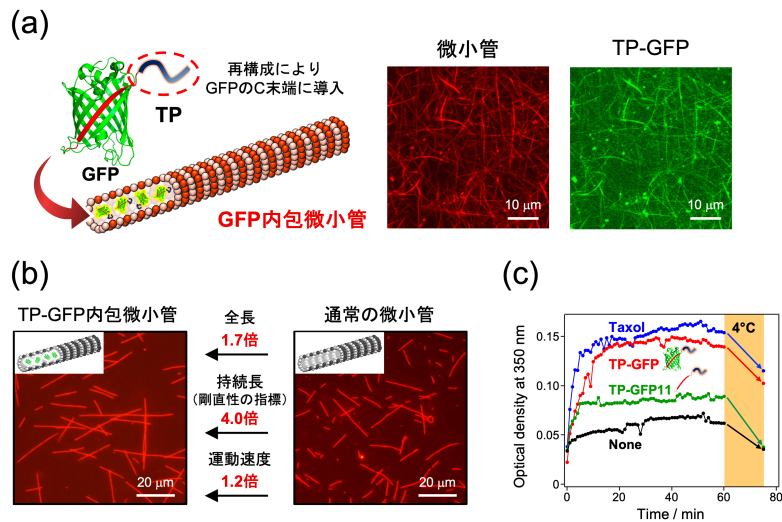 (a)
再構成により
GFPのC末端に導入
TP
GFP
GFP内包微小管
微小管
TP-GFP
10 μm
10 μm
(b)
TP-GFP内包微小管
通常の微小管
全長
1.7倍
持続長
(剛直性の指標)
4.0倍
運動速度
1.2倍
20 μm
20 μm
(c)
Optical density at 350 nm
0.15
0.10
0.05
0
Taxol
TP-GFP
TP-GFP11
None
4°C
0
20
40
60
80
Time / min